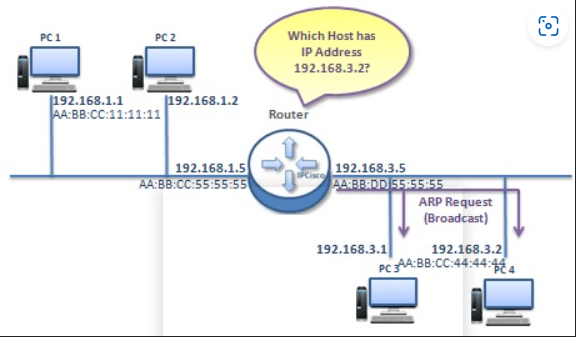 PC 1
PC 2
Which Host has
IP Address
192.168.3.2?
192.168.1.1
192.168.1.2
AA:BB:CC:11:11:11
Router
192.168.1.5
192.168.3.5
AA:BB:CC:55:55:55
IPCisco
AA:BB:DD:55:55:55
ARP Request
(Broadcast)
192.168.3.1
192.168.3.2
AA:BB:CC:44:44:44
PC 3
PC 4